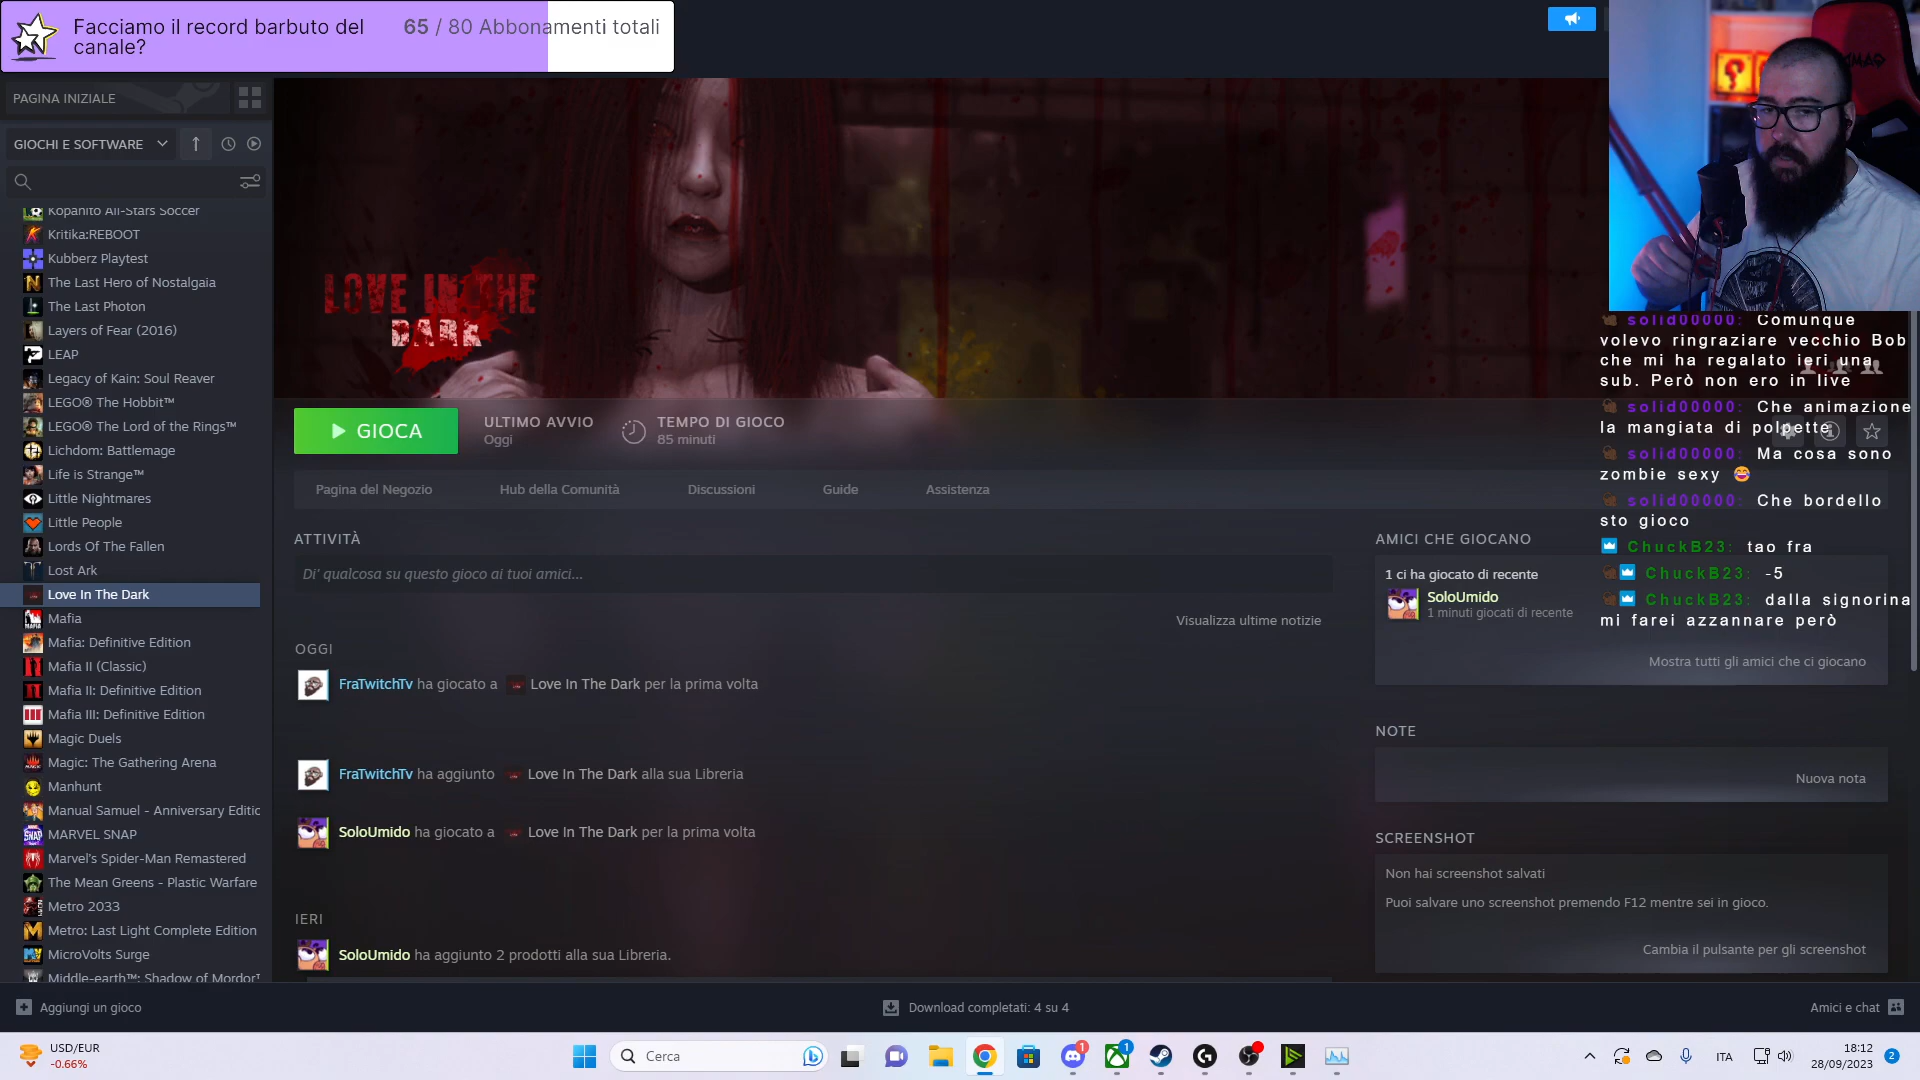 Facciamo il record barbuto del
canale?
65 / 80 Abbonamenti totali
PAGINA INIZIALE
GIOCHI E SOFTWARE
Kopanito All-Stars Soccer
Kritika:REBOOT
Kubberz Playtest
The Last Hero of Nostalgaia
The Last Photon
Layers of Fear (2016)
LEAP
Legacy of Kain: Soul Reaver
LEGO® The Hobbit™
LEGO® The Lord of the Rings™
Lichdom: Battlemage
Life is Strange™
Little Nightmares
Little People
Lords Of The Fallen
Lost Ark
Love In The Dark
Mafia
Mafia: Definitive Edition
Mafia II (Classic)
Mafia II: Definitive Edition
Mafia III: Definitive Edition
Magic Duels
Magic: The Gathering Arena
Manhunt
Manual Samuel - Anniversary Editic
MARVEL SNAP
Marvel's Spider-Man Remastered
The Mean Greens - Plastic Warfare
Metro 2033
Metro: Last Light Complete Edition
MicroVolts Surge
Middle-earth™: Shadow of Mordor™
Aggiungi un gioco
LOVE IN THE
DARK
GIOCA
ULTIMO AVVIO
Oggi
TEMPO DI GIOCO
85 minuti
Pagina del Negozio
Hub della Comunità
Discussioni
Guide
Assistenza
ATTIVITÀ
Di' qualcosa su questo gioco ai tuoi amici...
Visualizza ultime notizie
OGGI
FraTwitchTv ha giocato a Love In The Dark per la prima volta
FraTwitchTv ha aggiunto Love In The Dark alla sua Libreria
SoloUmido ha giocato a Love In The Dark per la prima volta
IERI
SoloUmido ha aggiunto 2 prodotti alla sua Libreria.
AMICI CHE GIOCANO
1 ci ha giocato di recente
SoloUmido
1 minuti giocati di recente
Mostra tutti gli amici che ci giocano
NOTE
Nuova nota
SCREENSHOT
Non hai screenshot salvati
Puoi salvare uno screenshot premendo F12 mentre sei in gioco.
Cambia il pulsante per gli screenshot
solid00000: Comunque
volevo ringraziare vecchio Bob
che mi ha regalato ieri una
sub. Però non ero in live
solid00000: Che animazione
la mangiata di polpette
solid00000: Ma cosa sono
zombie sexy 😂
solid00000: Che bordello
sto gioco
ChuckB23: tao fra
ChuckB23: -5
ChuckB23: dalla signorina
mi farei azzannare però
Download completati: 4 su 4
Amici e chat
USD/EUR
-0.66%
Cerca
1
1
ITA
18:12
28/09/2023
2